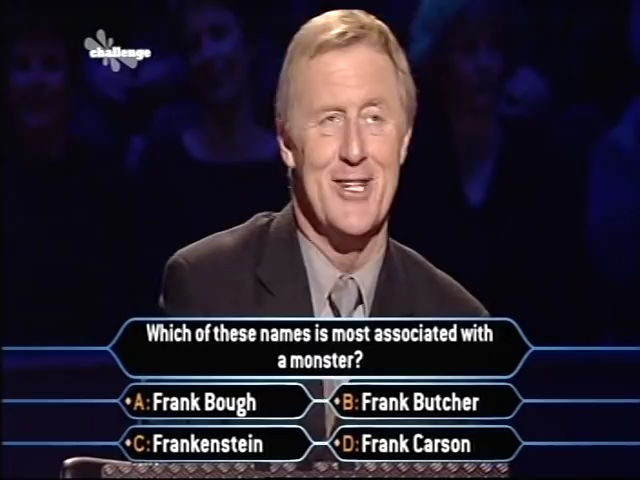 challenge
Which of these names is most associated with
a monster?
A: Frank Bough
B: Frank Butcher
C: Frankenstein
D: Frank Carson